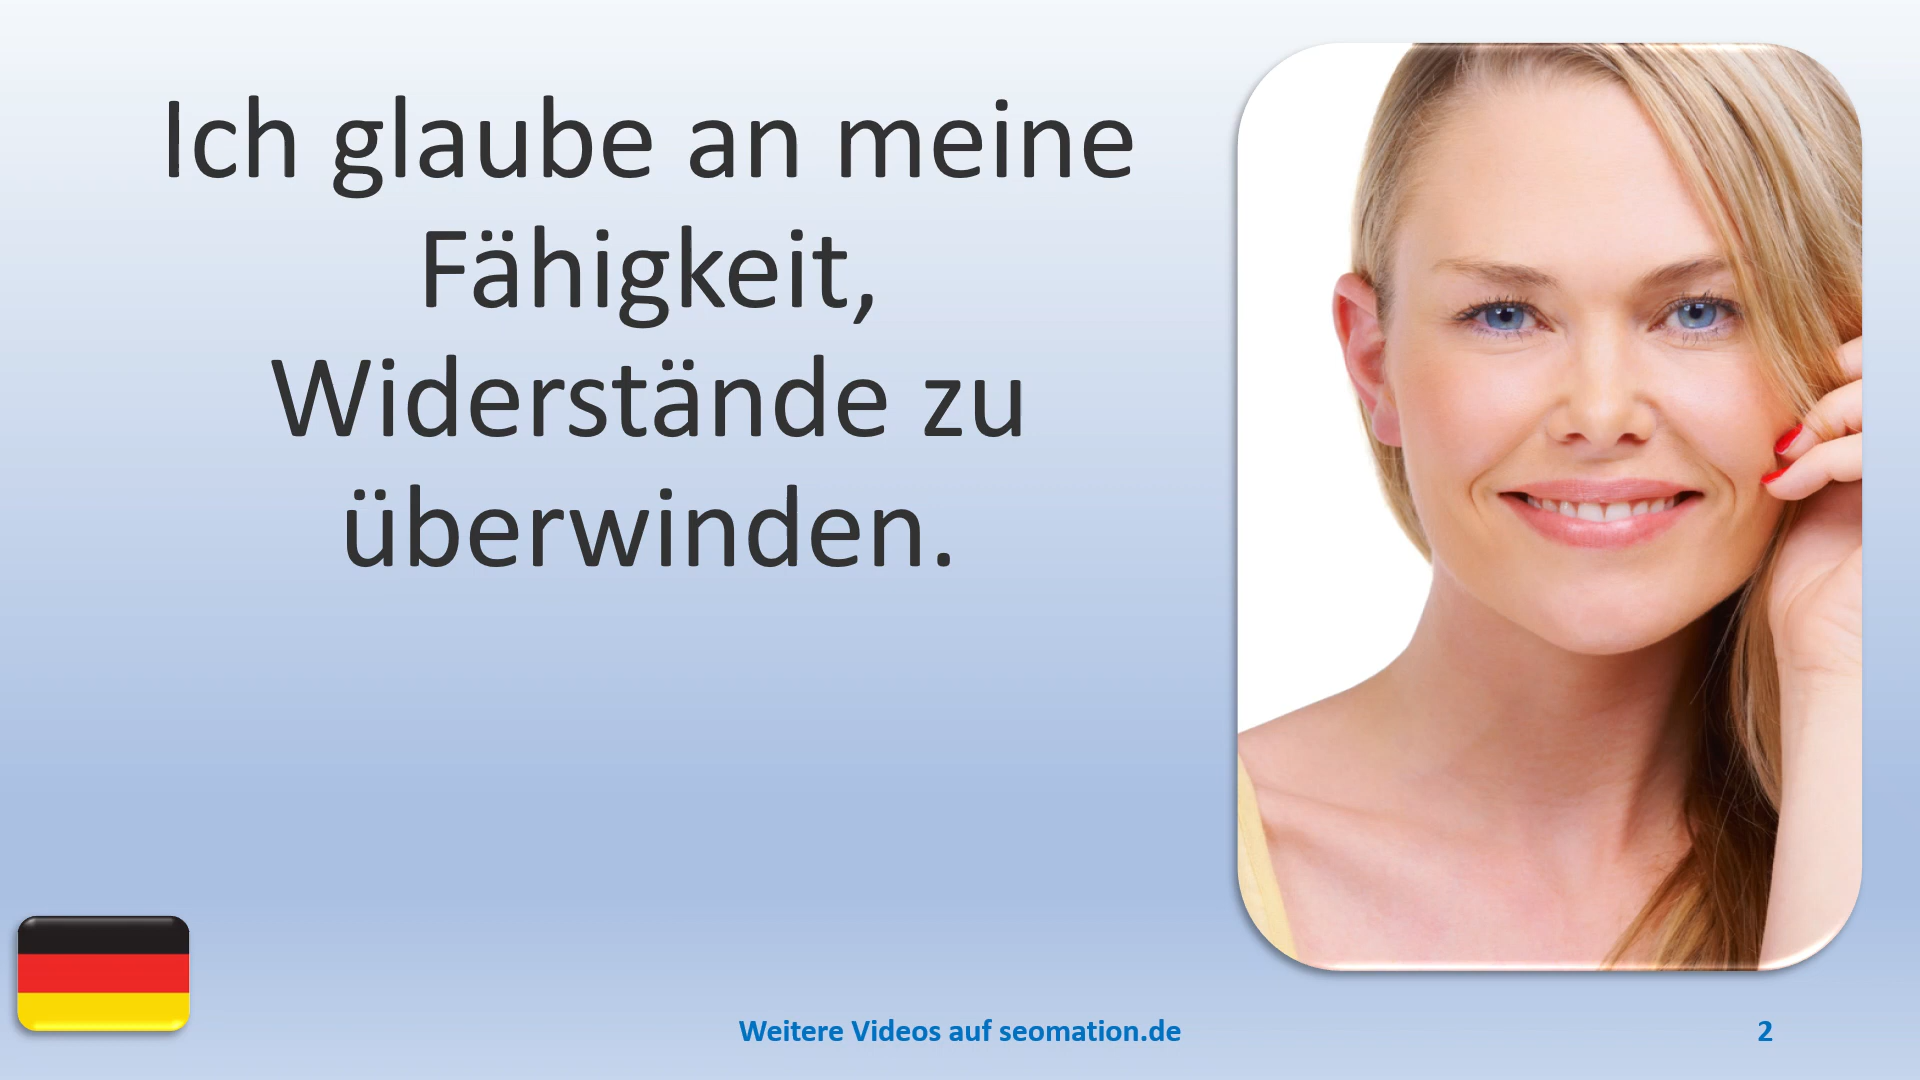 Ich glaube an meine
Fähigkeit,
Widerstände zu
überwinden.
Weitere Videos auf seomation.de
2